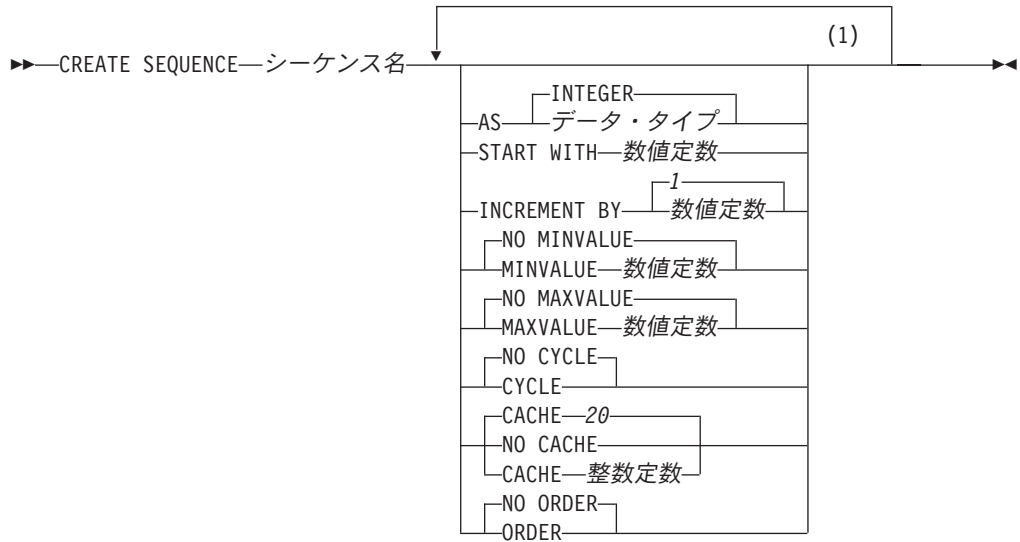 (1)
CREATE SEQUENCE シーケンス名
INTEGER
AS データ・タイプ
START WITH 数値定数
1
INCREMENT BY 数値定数
NO MINVALUE
MINVALUE 数値定数
NO MAXVALUE
MAXVALUE 数値定数
NO CYCLE
CYCLE
CACHE 20
NO CACHE
CACHE 整数定数
NO ORDER
ORDER